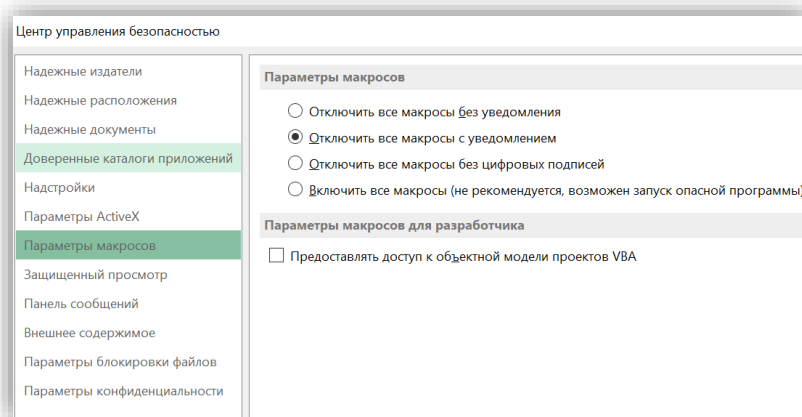 Центр управления безопасностью
Надежные издатели
Надежные расположения
Надежные документы
Доверенные каталоги приложений
Надстройки
Параметры ActiveX
Параметры макросов
Защищенный просмотр
Панель сообщений
Внешнее содержимое
Параметры блокировки файлов
Параметры конфиденциальности
Параметры макросов
Отключить все макросы без уведомления
Отключить все макросы с уведомлением
Отключить все макросы без цифровых подписей
Включить все макросы (не рекомендуется, возможен запуск опасной программы)
Параметры макросов для разработчика
Предоставлять доступ к объектной модели проектов VBA